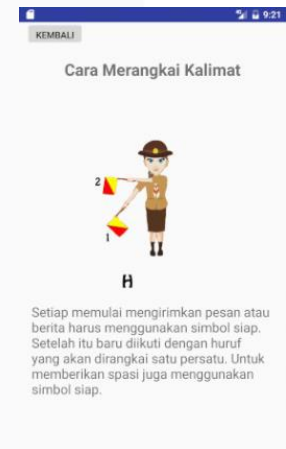 9:21
KEMBALI
Cara Merangkai Kalimat
2
1
H
Setiap memulai mengirimkan pesan atau
berita harus menggunakan simbol siap.
Setelah itu baru diikuti dengan huruf
yang akan dirangkai satu persatu. Untuk
memberikan spasi juga menggunakan
simbol siap.